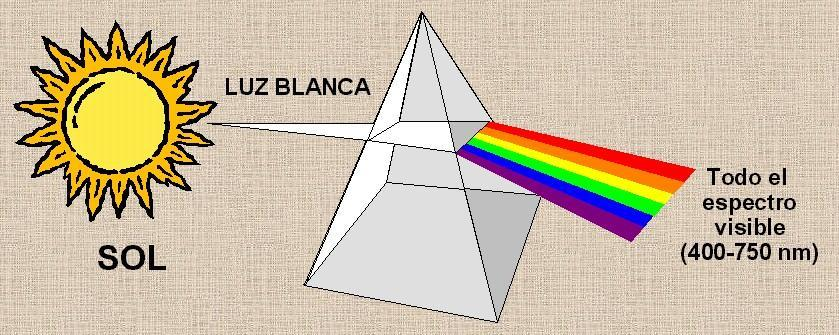 LUZ BLANCA
SOL
Todo el
espectro
visible
(400-750 nm)